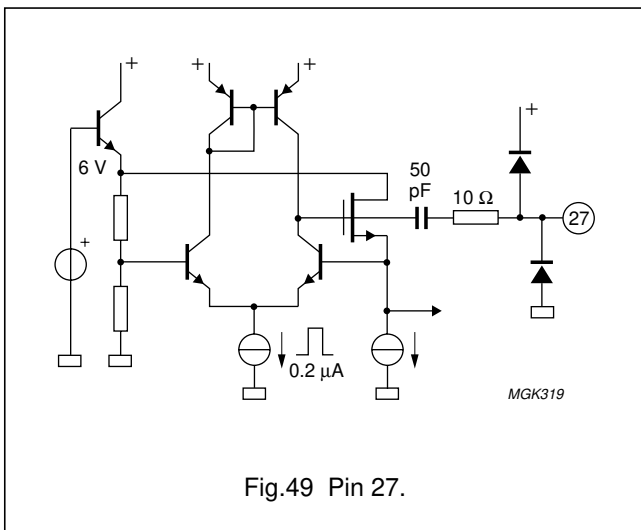 + + +
+
6 V
50
pF
10 Ω
27
+
0.2 μA
MGK319
Fig.49 Pin 27.